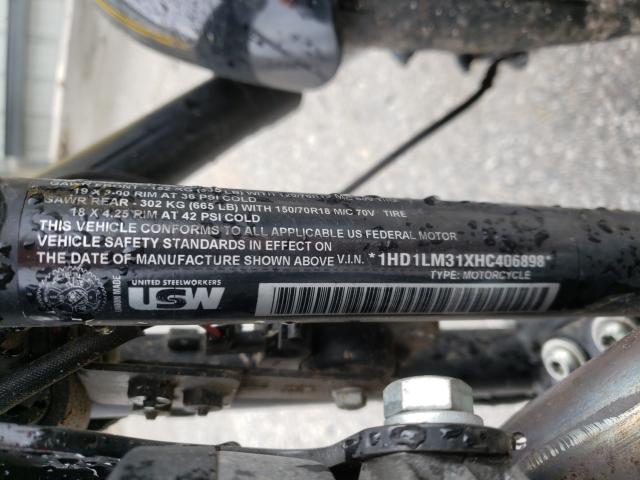 19 X 3.00 RIM AT 36 PSI COLD
GAWR REAR - 302 KG (665 LB) WITH 150/70R18 M/C 70V TIRE
18 X 4.25 RIM AT 42 PSI COLD
THIS VEHICLE CONFORMS TO ALL APPLICABLE US FEDERAL MOTOR
VEHICLE SAFETY STANDARDS IN EFFECT ON
THE DATE OF MANUFACTURE SHOWN ABOVE V.I.N. *1HD1LM31XHC406898*
TYPE: MOTORCYCLE
UNION MADE
UNITED STEELWORKERS
USW